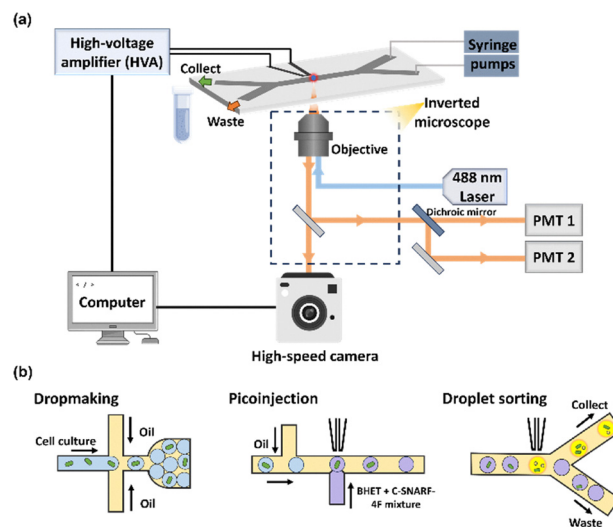 (a)
High-voltage
amplifier (HVA)
Collect
Waste
Syringe
pumps
Inverted
microscope
Objective
488 nm
Laser
Dichroic mirror
PMT 1
PMT 2
< / >
Computer
High-speed camera
(b)
Dropmaking
Picoinjection
Droplet sorting
Cell culture
Oil
Oil
Oil
BHET + C-SNARF-
4F mixture
Collect
Waste